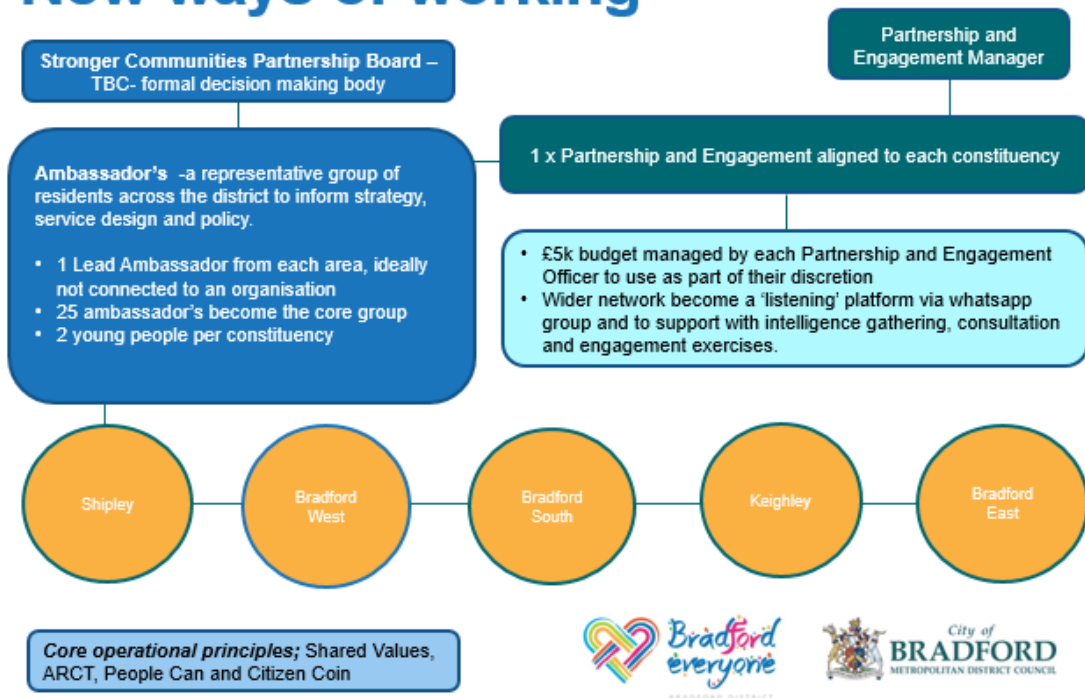 New ways of working
Stronger Communities Partnership Board –
TBC- formal decision making body
Partnership and
Engagement Manager
Ambassador's -a representative group of
residents across the district to inform strategy,
service design and policy.
• 1 Lead Ambassador from each area, ideally
not connected to an organisation
• 25 ambassador's become the core group
• 2 young people per constituency
1 x Partnership and Engagement aligned to each constituency
• £5k budget managed by each Partnership and Engagement
Officer to use as part of their discretion
• Wider network become a 'listening' platform via whatsapp
group and to support with intelligence gathering, consultation
and engagement exercises.
Shipley
Bradford
West
Bradford
South
Keighley
Bradford
East
Core operational principles; Shared Values,
ARCT, People Can and Citizen Coin
Bradford
everyone
BRADFORD DISTRICT
City of
BRADFORD
METROPOLITAN DISTRICT COUNCIL